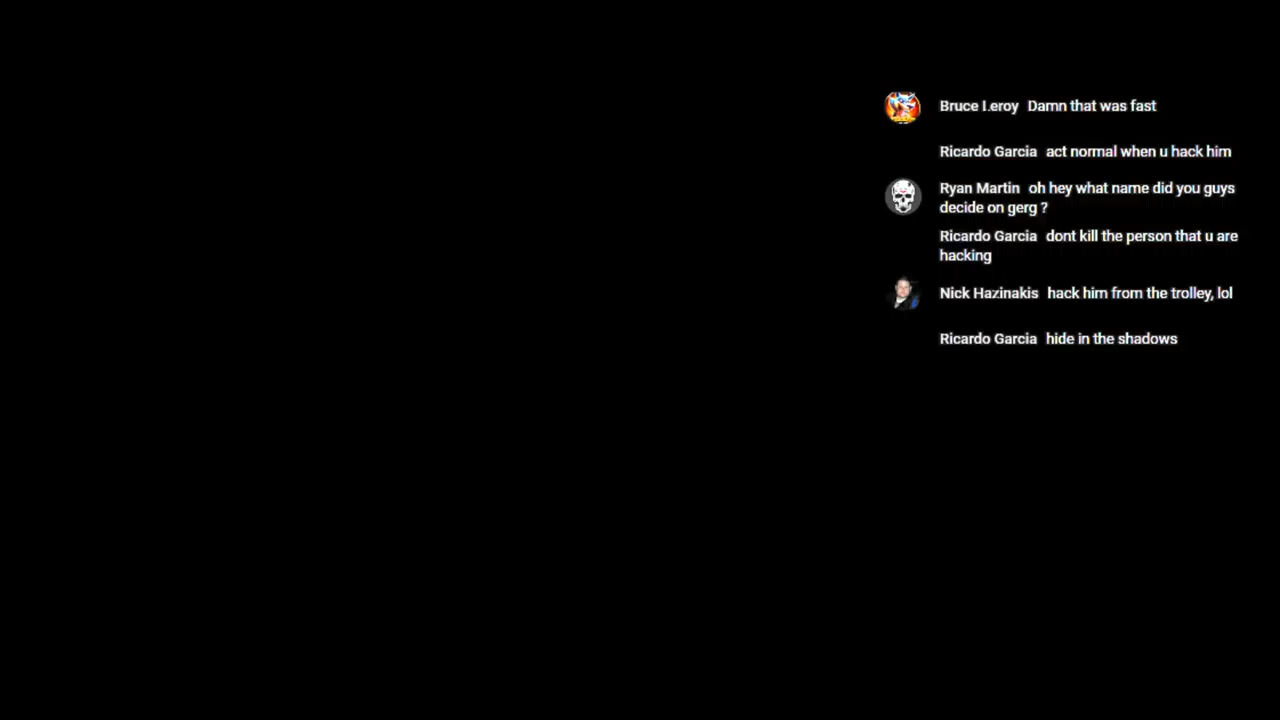 Bruce Leroy Damn that was fast
Ricardo Garcia act normal when u hack him
Ryan Martin oh hey what name did you guys
decide on gerg ?
Ricardo Garcia dont kill the person that u are
hacking
Nick Hazinakis hack him from the trolley, lol
Ricardo Garcia hide in the shadows